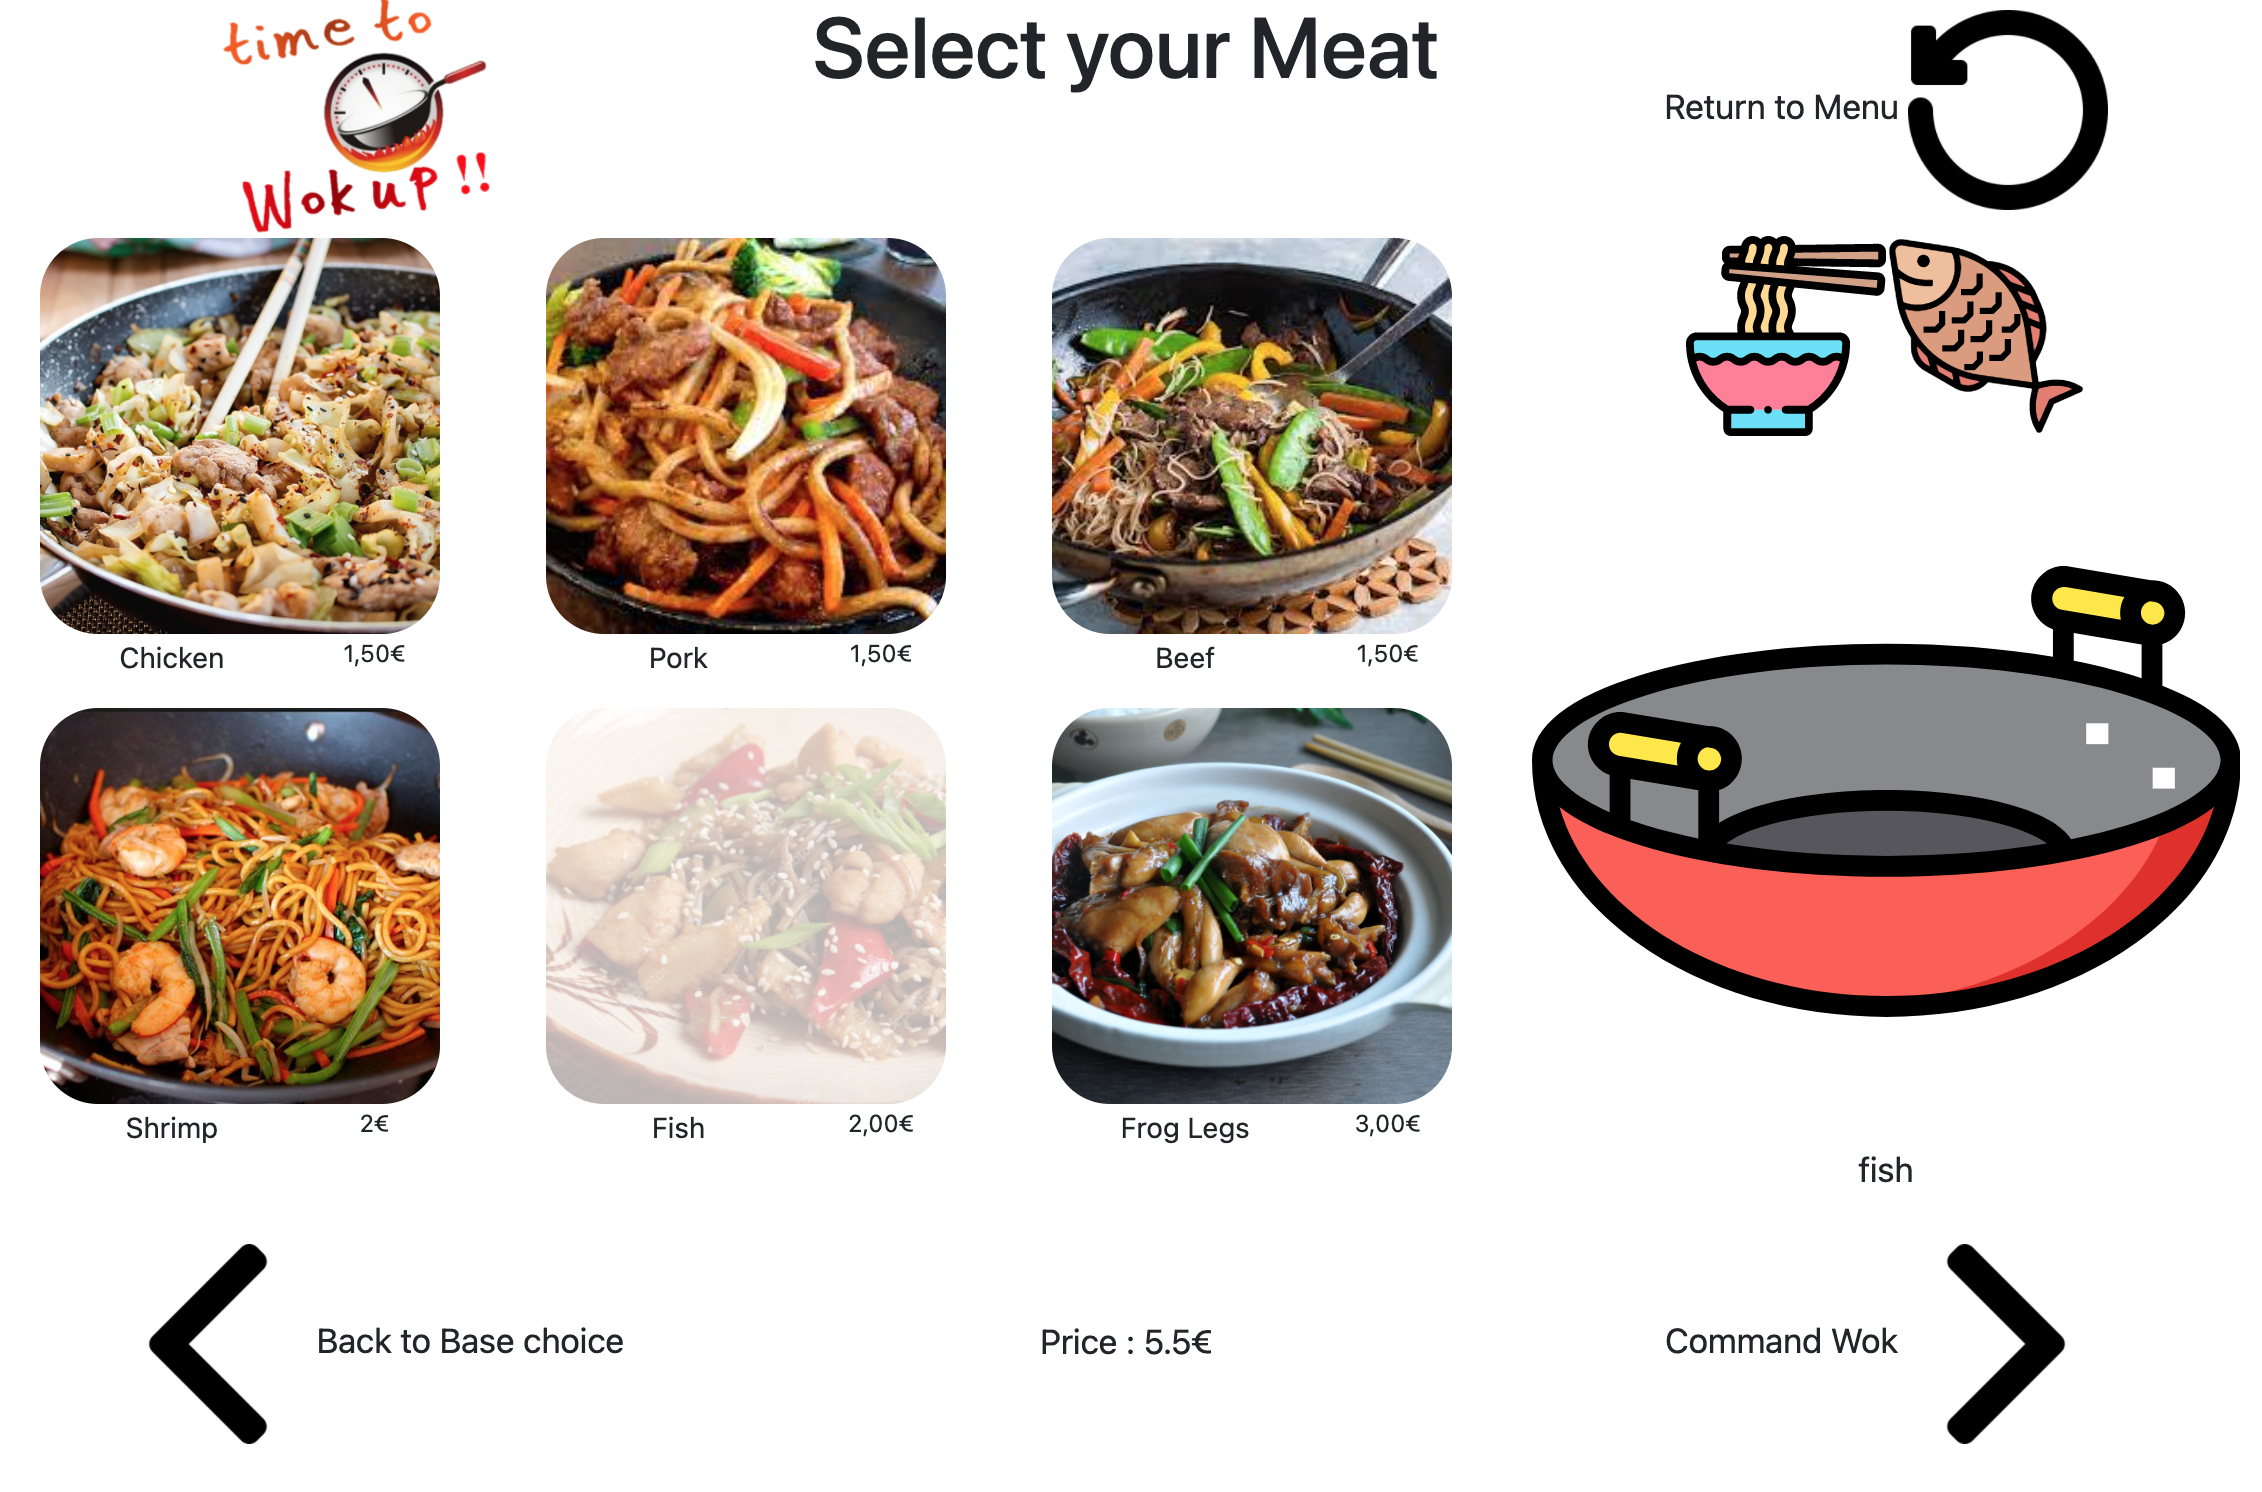 time to
Wok up !!
Select your Meat
Return to Menu
Chicken 1,50€
Pork 1,50€
Beef 1,50€
Shrimp 2€
Fish 2,00€
Frog Legs 3,00€
fish
Back to Base choice
Price : 5.5€
Command Wok